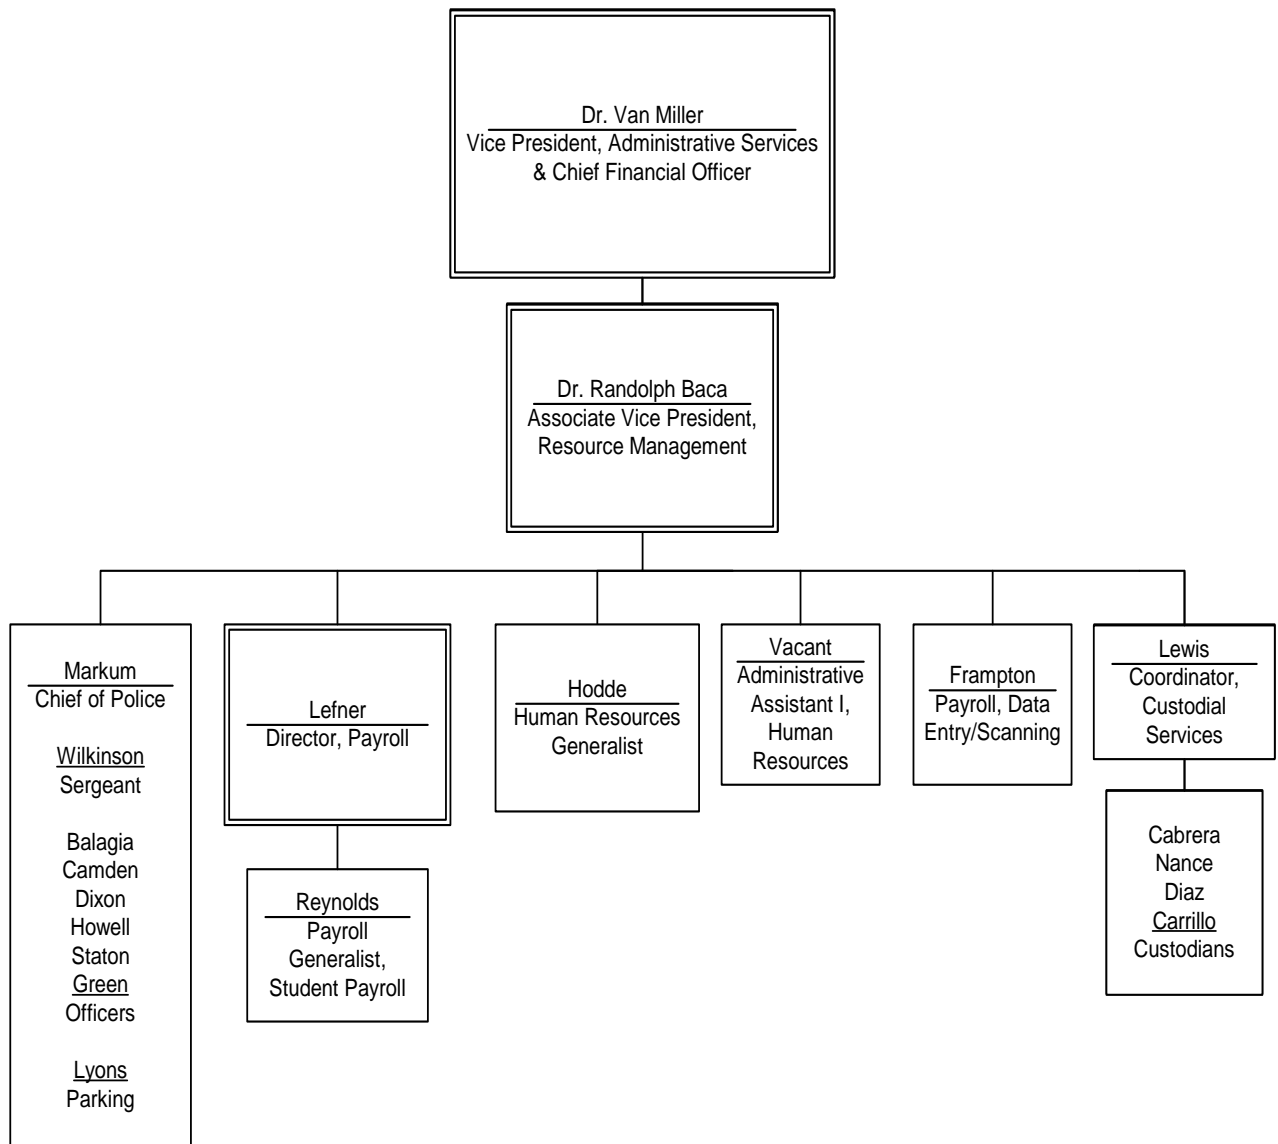 Dr. Van Miller
Vice President, Administrative Services
& Chief Financial Officer
Dr. Randolph Baca
Associate Vice President,
Resource Management
Markum
Chief of Police
Wilkinson
Sergeant
Balagia
Camden
Dixon
Howell
Staton
Green
Officers
Lyons
Parking
Lefner
Director, Payroll
Reynolds
Payroll
Generalist,
Student Payroll
Hodde
Human Resources
Generalist
Vacant
Administrative
Assistant I,
Human
Resources
Frampton
Payroll, Data
Entry/Scanning
Lewis
Coordinator,
Custodial
Services
Cabrera
Nance
Diaz
Carrillo
Custodians